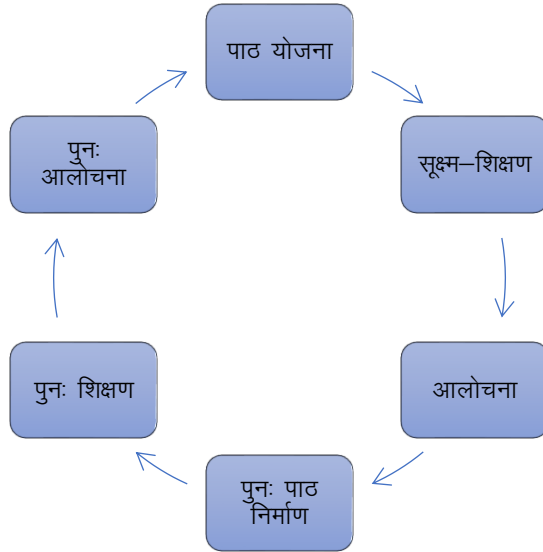 पाठ योजना
सूक्ष्म–शिक्षण
आलोचना
पुनः पाठ
निर्माण
पुनः शिक्षण
पुनः
आलोचना